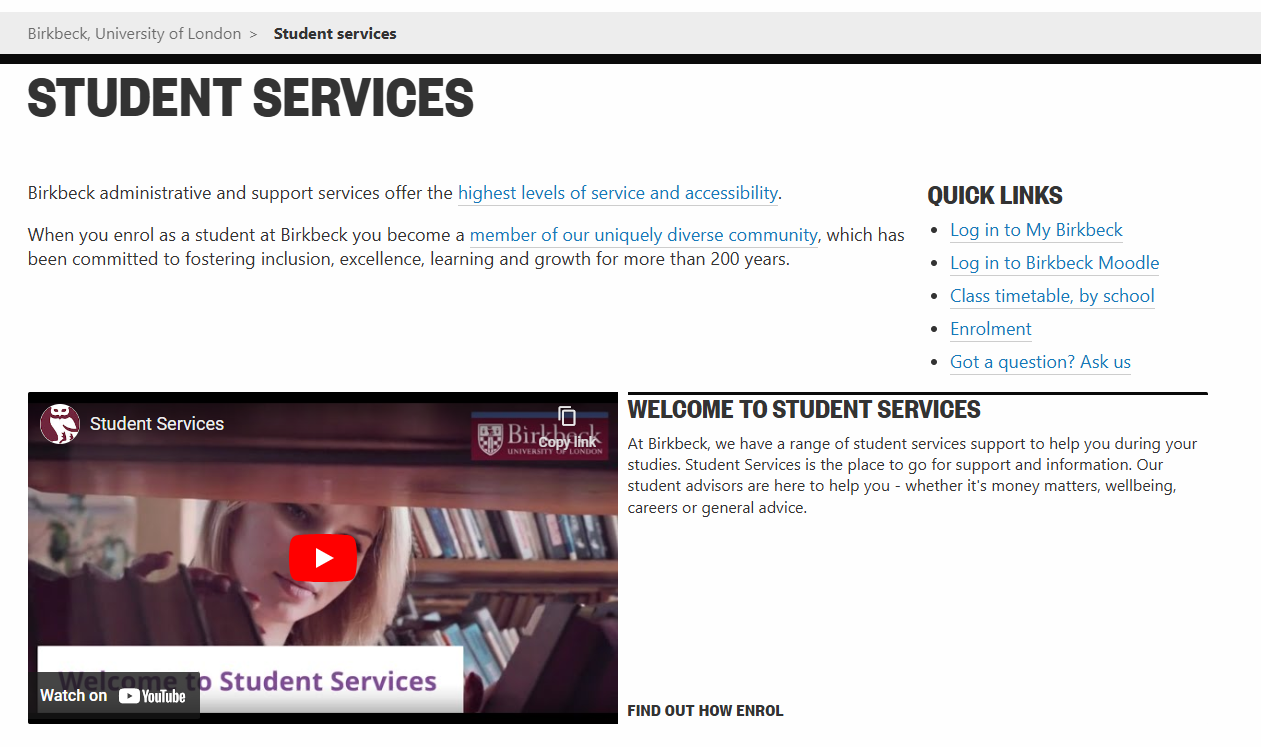 Birkbeck, University of London > Student services
STUDENT SERVICES
Birkbeck administrative and support services offer the highest levels of service and accessibility.
When you enrol as a student at Birkbeck you become a member of our uniquely diverse community, which has
been committed to fostering inclusion, excellence, learning and growth for more than 200 years.
QUICK LINKS
Log in to My Birkbeck
Log in to Birkbeck Moodle
Class timetable, by school
Enrolment
Got a question? Ask us
Student Services
Birkbeck
UNIVERSITY OF LONDON
Copy link
Welcome to Student Services
Watch on YouTube
WELCOME TO STUDENT SERVICES
At Birkbeck, we have a range of student services support to help you during your
studies. Student Services is the place to go for support and information. Our
student advisors are here to help you - whether it's money matters, wellbeing,
careers or general advice.
FIND OUT HOW ENROL